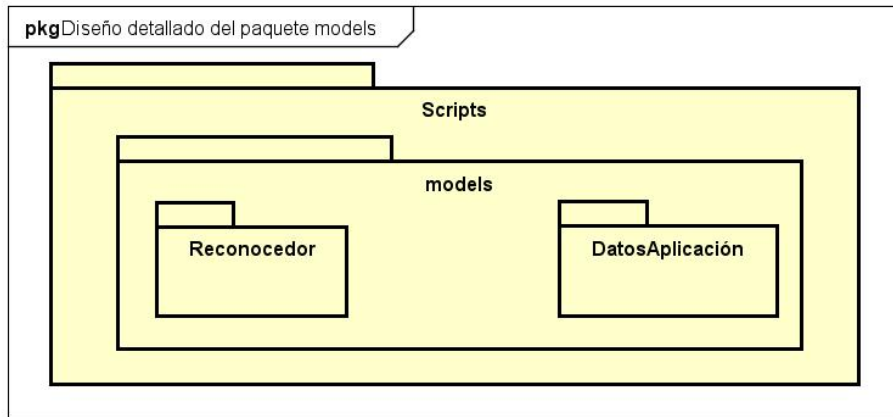 pkgDiseño detallado del paquete models
Scripts
models
Reconocedor
DatosAplicación